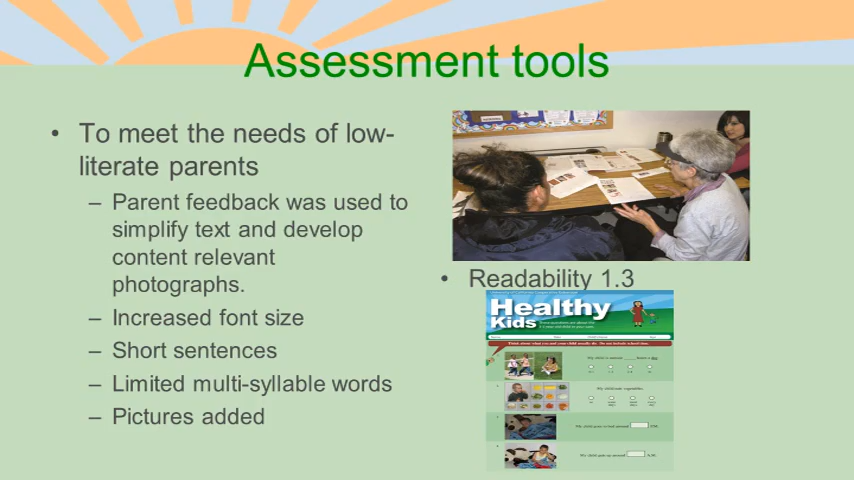 Assessment tools
• To meet the needs of low-
literate parents
– Parent feedback was used to
simplify text and develop
content relevant
photographs.
– Increased font size
– Short sentences
– Limited multi-syllable words
– Pictures added
• Readability 1.3
Healthy
Kids